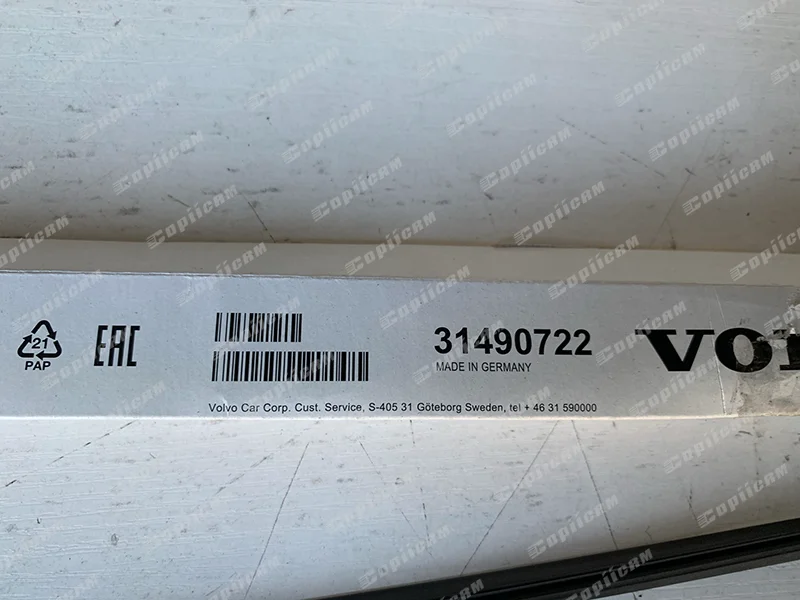 21
PAP
EAC
31490722
MADE IN GERMANY
VOL
Volvo Car Corp. Cust. Service, S-405 31 Göteborg Sweden, tel + 46 31 590000
CopiiCRM